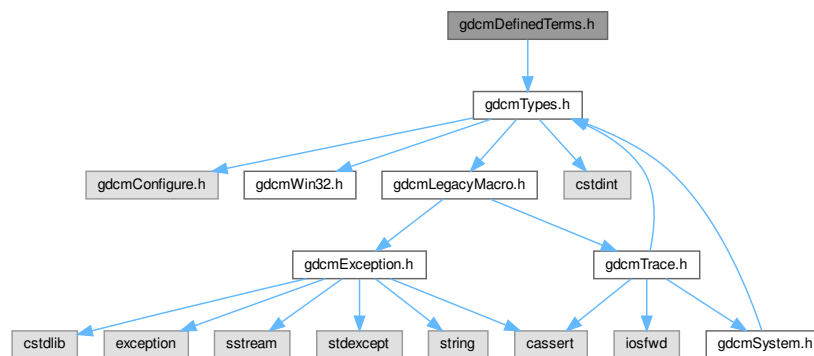 gdcmDefinedTerms.h
gdcmTypes.h
gdcmConfigure.h
gdcmWin32.h
gdcmLegacyMacro.h
cstdint
gdcmException.h
gdcmTrace.h
cstdlib
exception
sstream
stdexcept
string
cassert
iosfwd
gdcmSystem.h